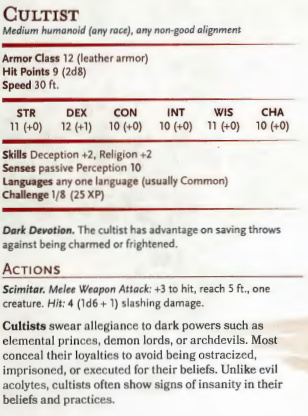 CULTIST
Medium humanoid (any race), any non-good alignment
Armor Class 12 (leather armor)
Hit Points 9 (2d8)
Speed 30 ft.
STR DEX CON INT WIS CHA
11 (+0) 12 (+1) 10 (+0) 10 (+0) 11 (+0) 10 (+0)
Skills Deception +2, Religion +2
Senses passive Perception 10
Languages any one language (usually Common)
Challenge 1/8 (25 XP)
Dark Devotion. The cultist has advantage on saving throws
against being charmed or frightened.
ACTIONS
Scimitar. Melee Weapon Attack: +3 to hit, reach 5 ft., one
creature. Hit: 4 (1d6 + 1) slashing damage.
Cultists swear allegiance to dark powers such as
elemental princes, demon lords, or archdevils. Most
conceal their loyalties to avoid being ostracized,
imprisoned, or executed for their beliefs. Unlike evil
acolytes, cultists often show signs of insanity in their
beliefs and practices.